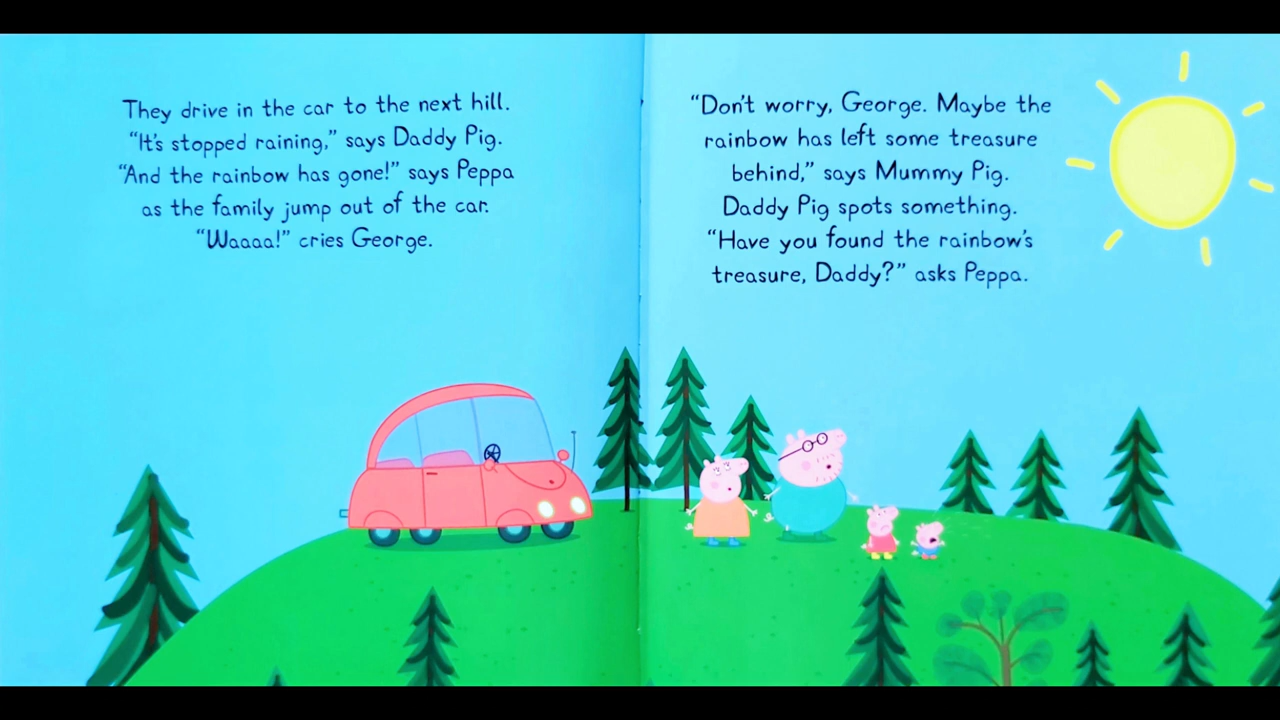 They drive in the car to the next hill.
“It's stopped raining,” says Daddy Pig.
“And the rainbow has gone!” says Peppa
as the family jump out of the car.
“Waaaa!” cries George.
“Don't worry, George. Maybe the
rainbow has left some treasure
behind,” says Mummy Pig.
Daddy Pig spots something.
“Have you found the rainbow's
treasure, Daddy?” asks Peppa.